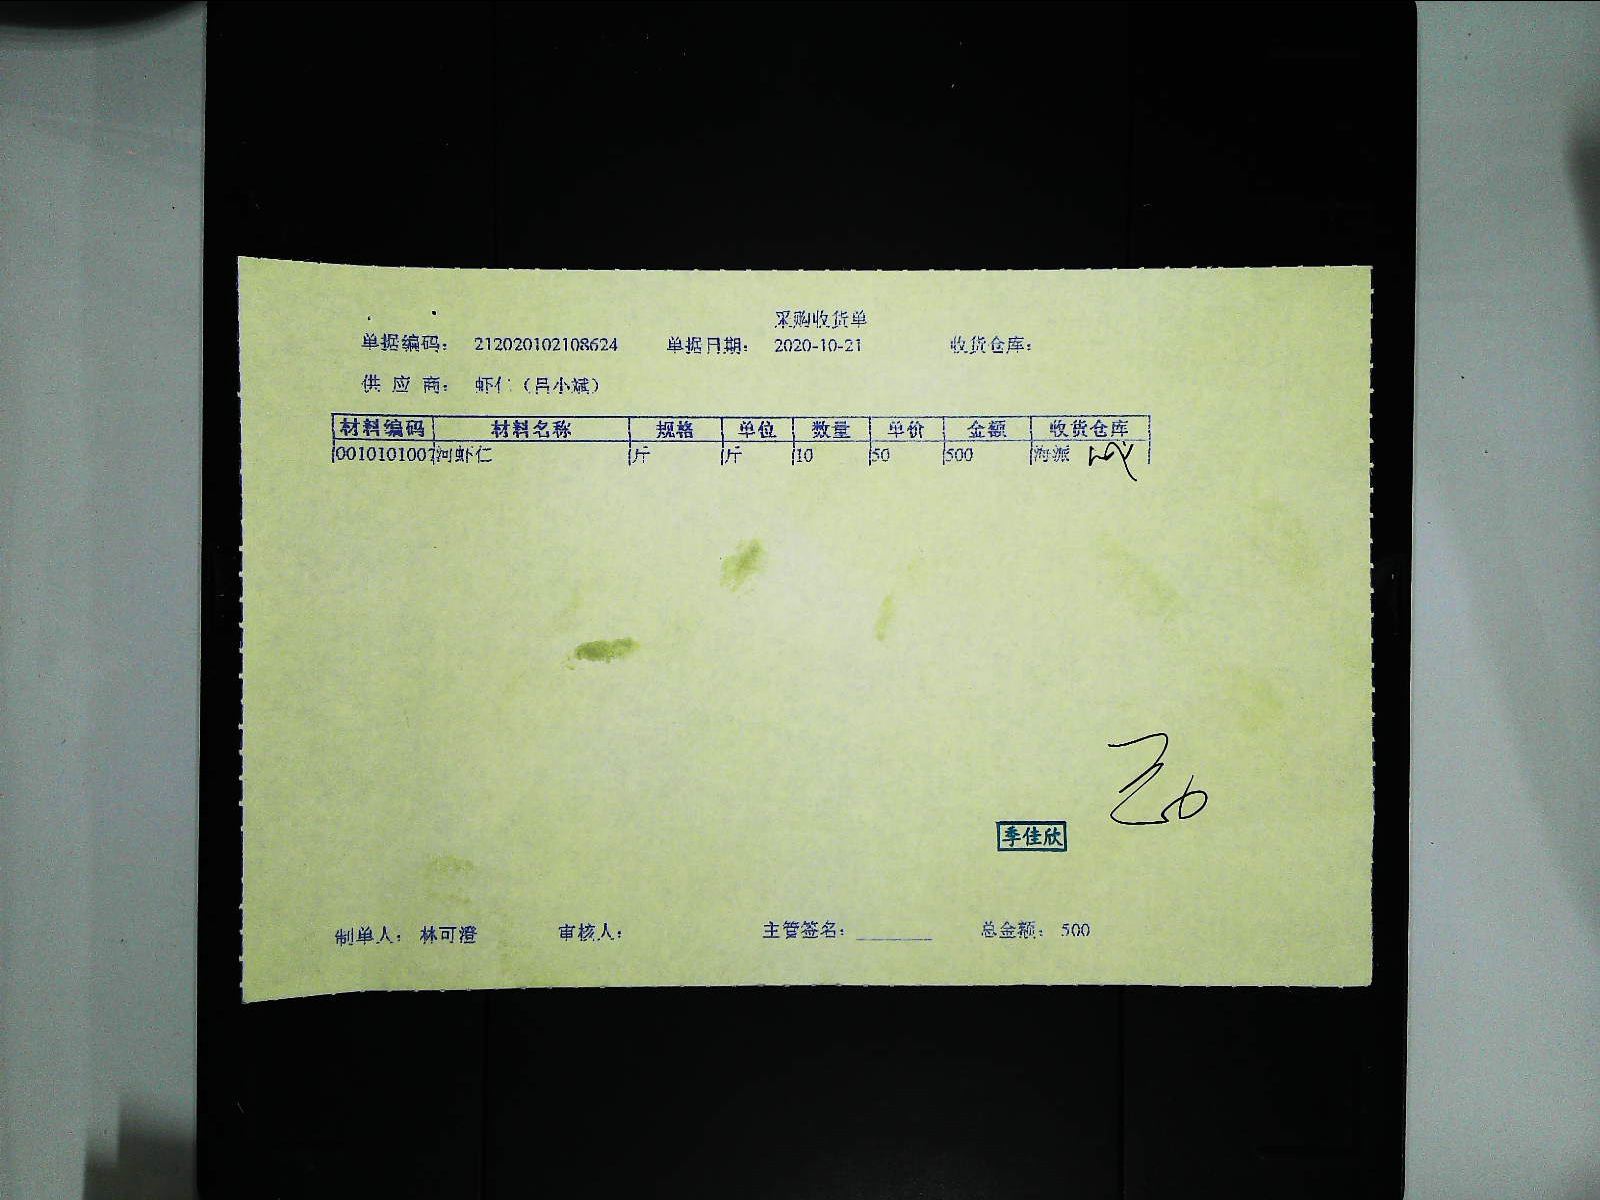 采购收货单
单据编码： 212020102108624 单据日期： 2020-10-21 收货仓库：
供 应 商： 虾仁（吕小斌）
材料编码 材料名称 规格 单位 数量 单价 金额 收货仓库
0010101007 河虾仁 斤 斤 10 50 500 海派
季佳欣
制单人： 林可澄 审核人： 主管签名： 总金额： 500